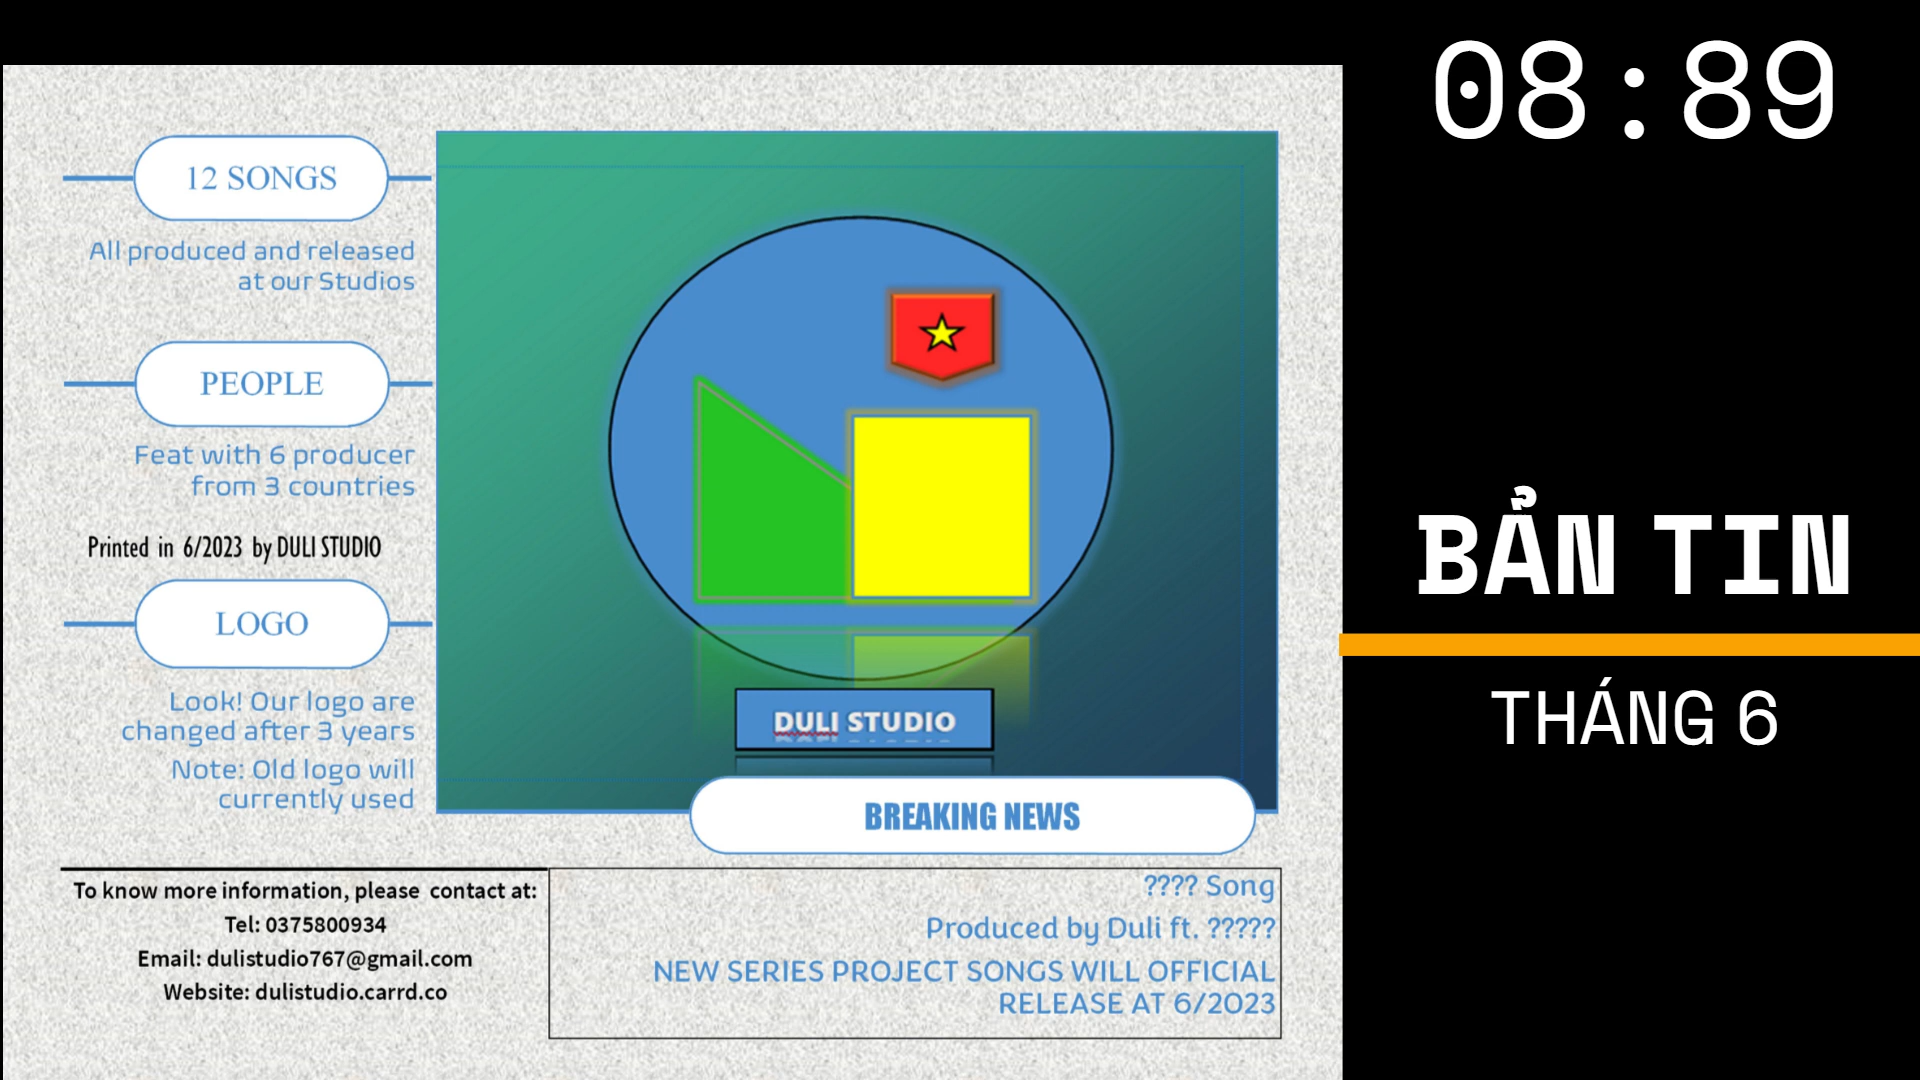 12 SONGS
All produced and released
at our Studios
PEOPLE
Feat with 6 producer
from 3 countries
Printed in 6/2023 by DULI STUDIO
LOGO
Look! Our logo are
changed after 3 years
Note: Old logo will
currently used
DULI STUDIO
BREAKING NEWS
To know more information, please contact at:
Tel: 0375800934
Email: dulistudio767@gmail.com
Website: dulistudio.carrd.co
???? Song
Produced by Duli ft. ?????
NEW SERIES PROJECT SONGS WILL OFFICIAL
RELEASE AT 6/2023
08:89
BẢN TIN
THÁNG 6